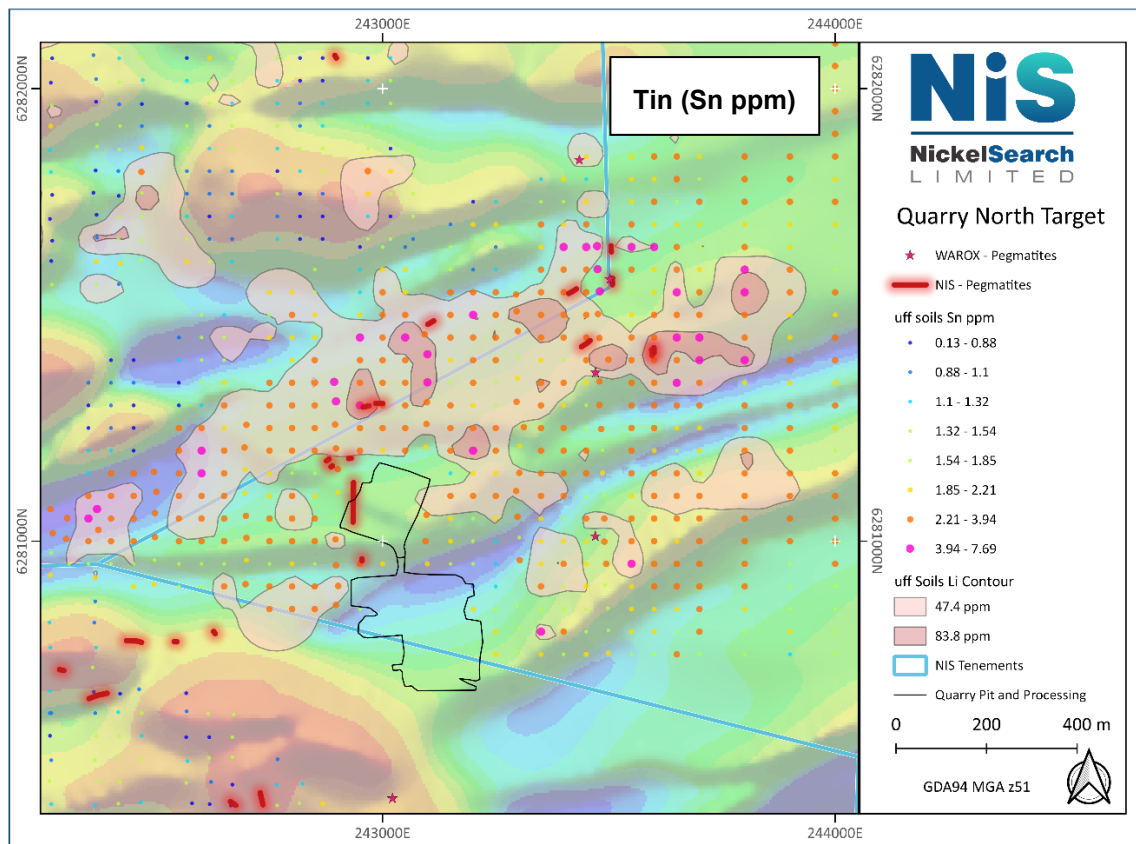 243000E
244000E
6282000N
6282000N
Tin (Sn ppm)
NiS
NickelSearch
LIMITED
Quarry North Target
WAROX - Pegmatites
NIS - Pegmatites
uff soils Sn ppm
0.13 - 0.88
0.88 - 1.1
1.1 - 1.32
1.32 - 1.54
1.54 - 1.85
1.85 - 2.21
2.21 - 3.94
3.94 - 7.69
uff Soils Li Contour
47.4 ppm
83.8 ppm
NIS Tenements
Quarry Pit and Processing
0 200 400 m
GDA94 MGA z51
6281000N
6281000N
243000E
244000E